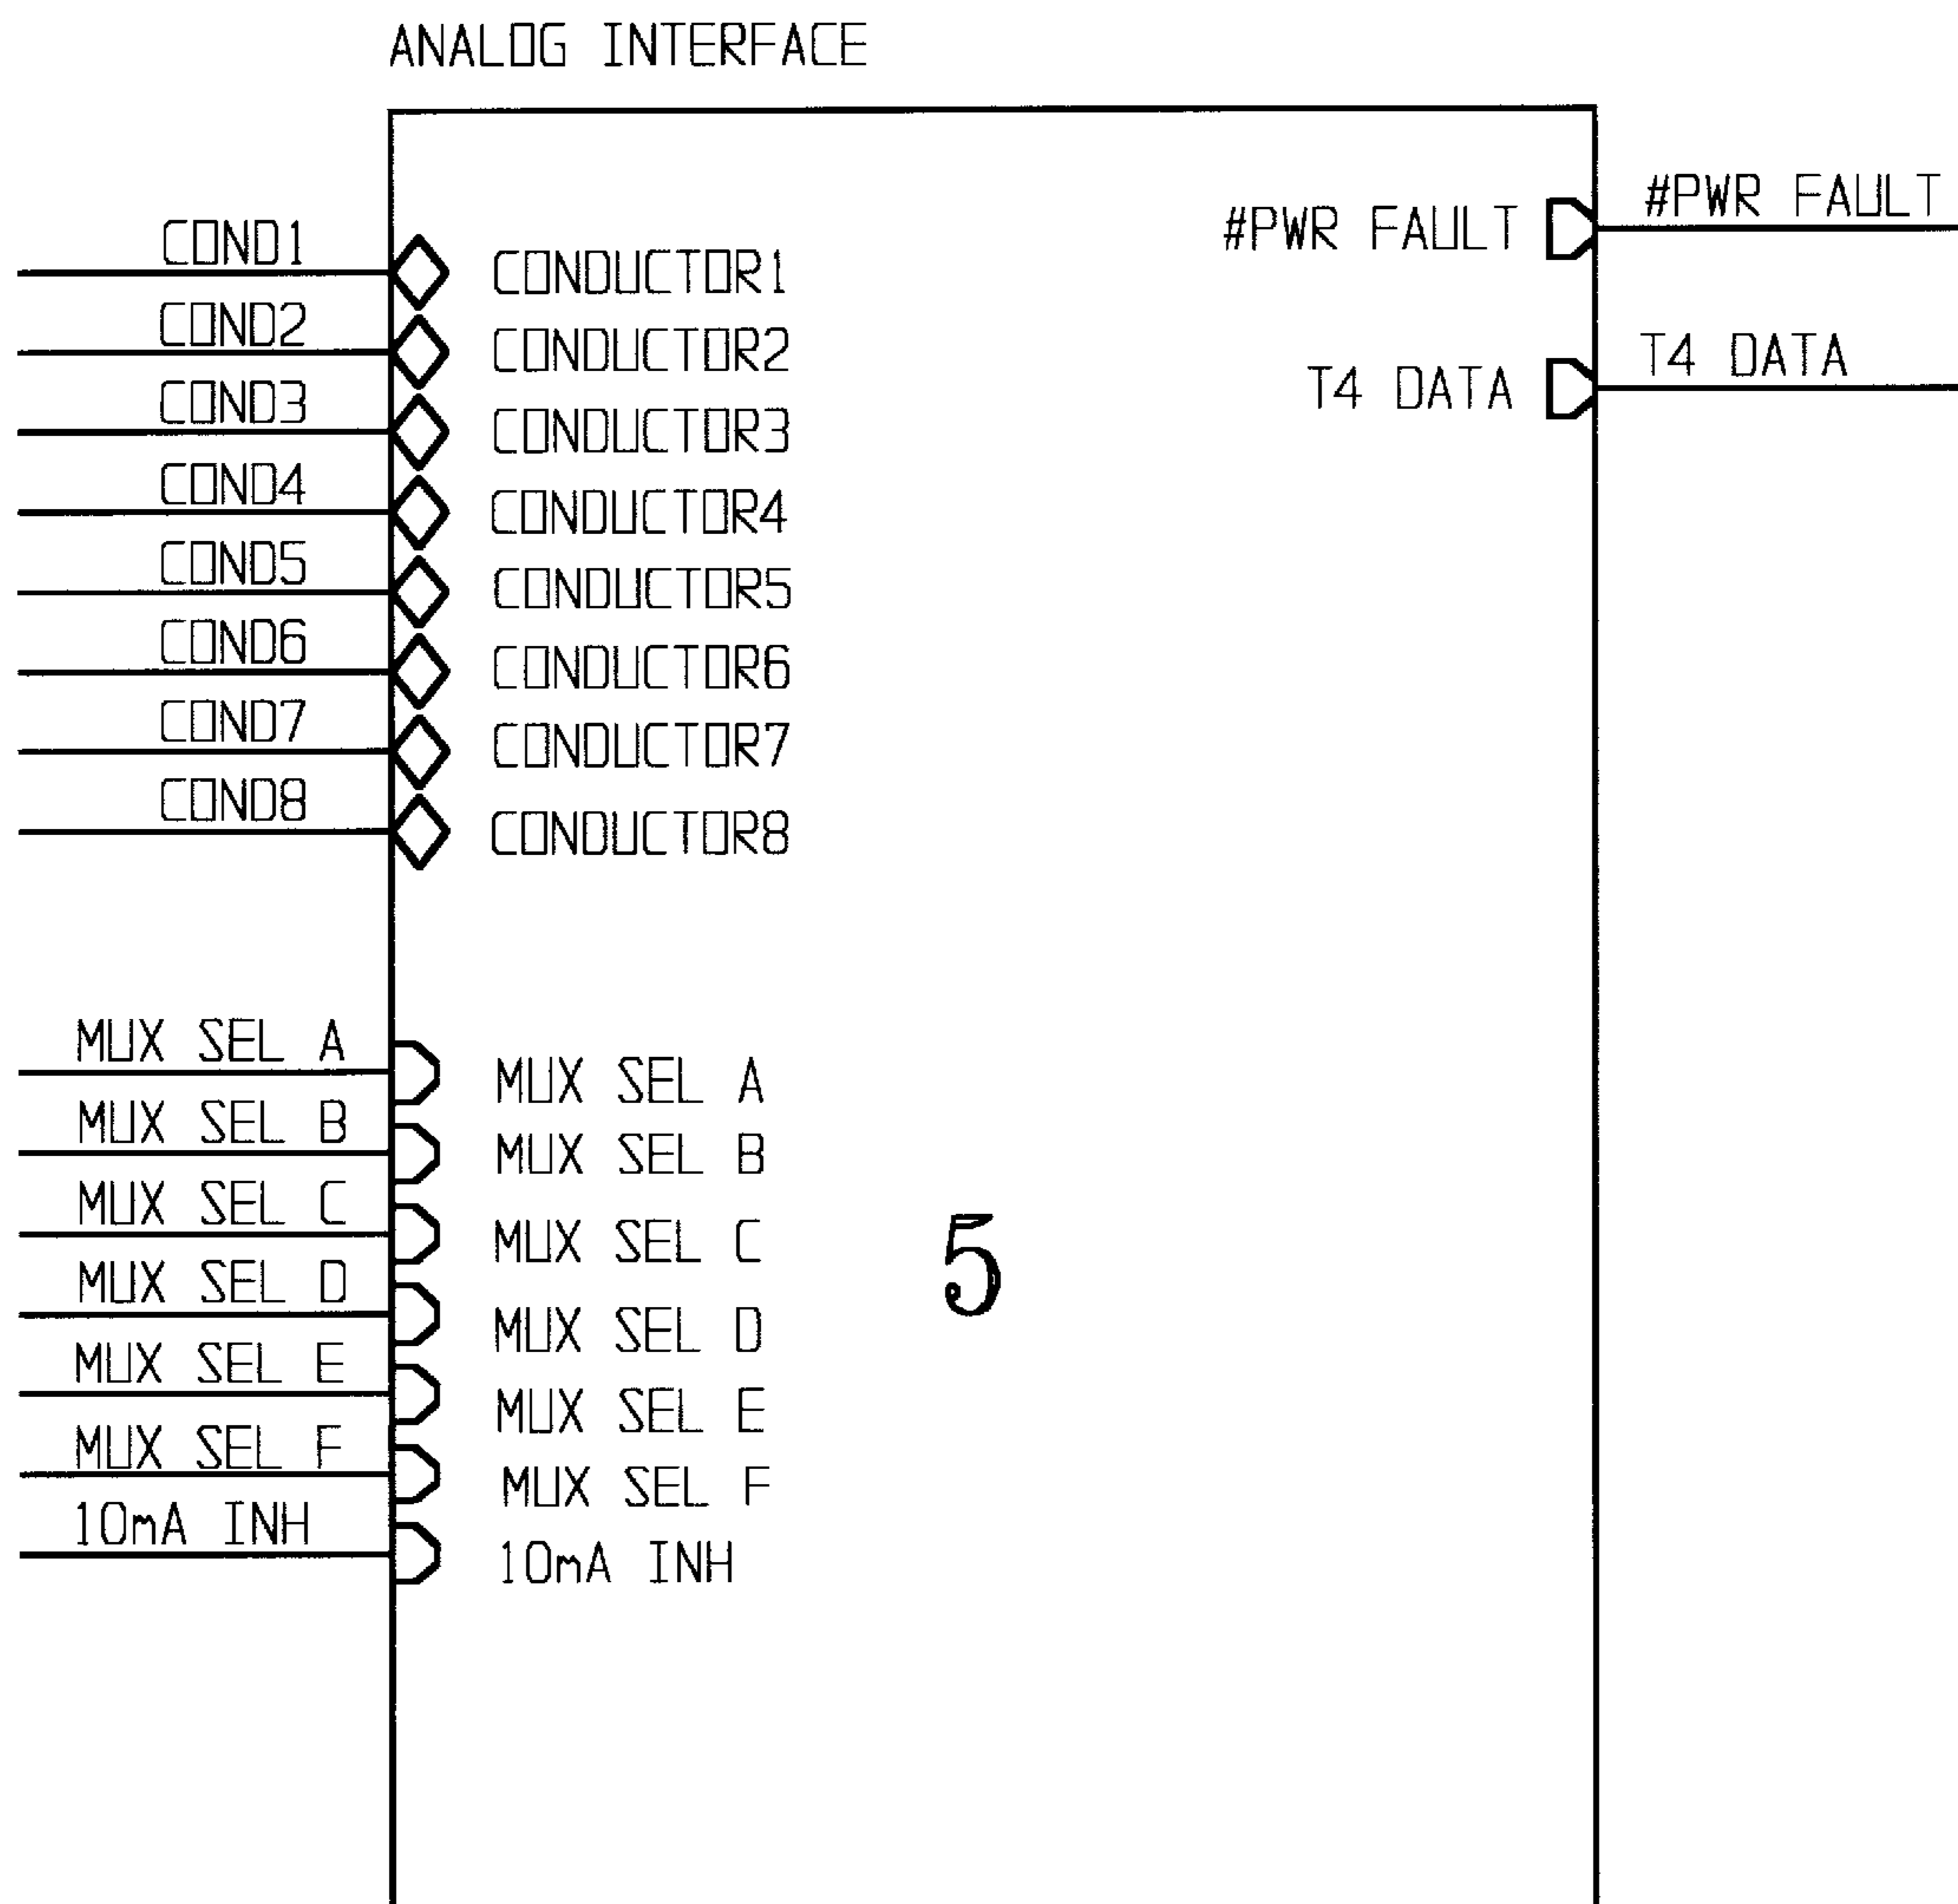 ANALOG INTERFACE
#PWR FAULT
#PWR FAULT
COND1
CONDUCTOR1
COND2
CONDUCTOR2
T4 DATA
T4 DATA
COND3
CONDUCTOR3
COND4
CONDUCTOR4
COND5
CONDUCTOR5
COND6
CONDUCTOR6
COND7
CONDUCTOR7
COND8
CONDUCTOR8
MUX SEL A
MUX SEL A
MUX SEL B
MUX SEL B
MUX SEL C
MUX SEL C
5
MUX SEL D
MUX SEL D
MUX SEL E
MUX SEL E
MUX SEL F
MUX SEL F
10mA INH
10mA INH